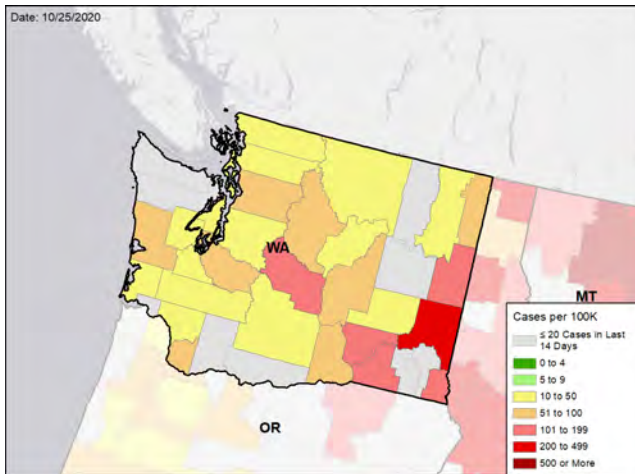 Date: 10/25/2020
WA
MT
OR
Cases per 100K
≤ 20 Cases in Last
14 Days
0 to 4
5 to 9
10 to 50
51 to 100
101 to 199
200 to 499
500 or More